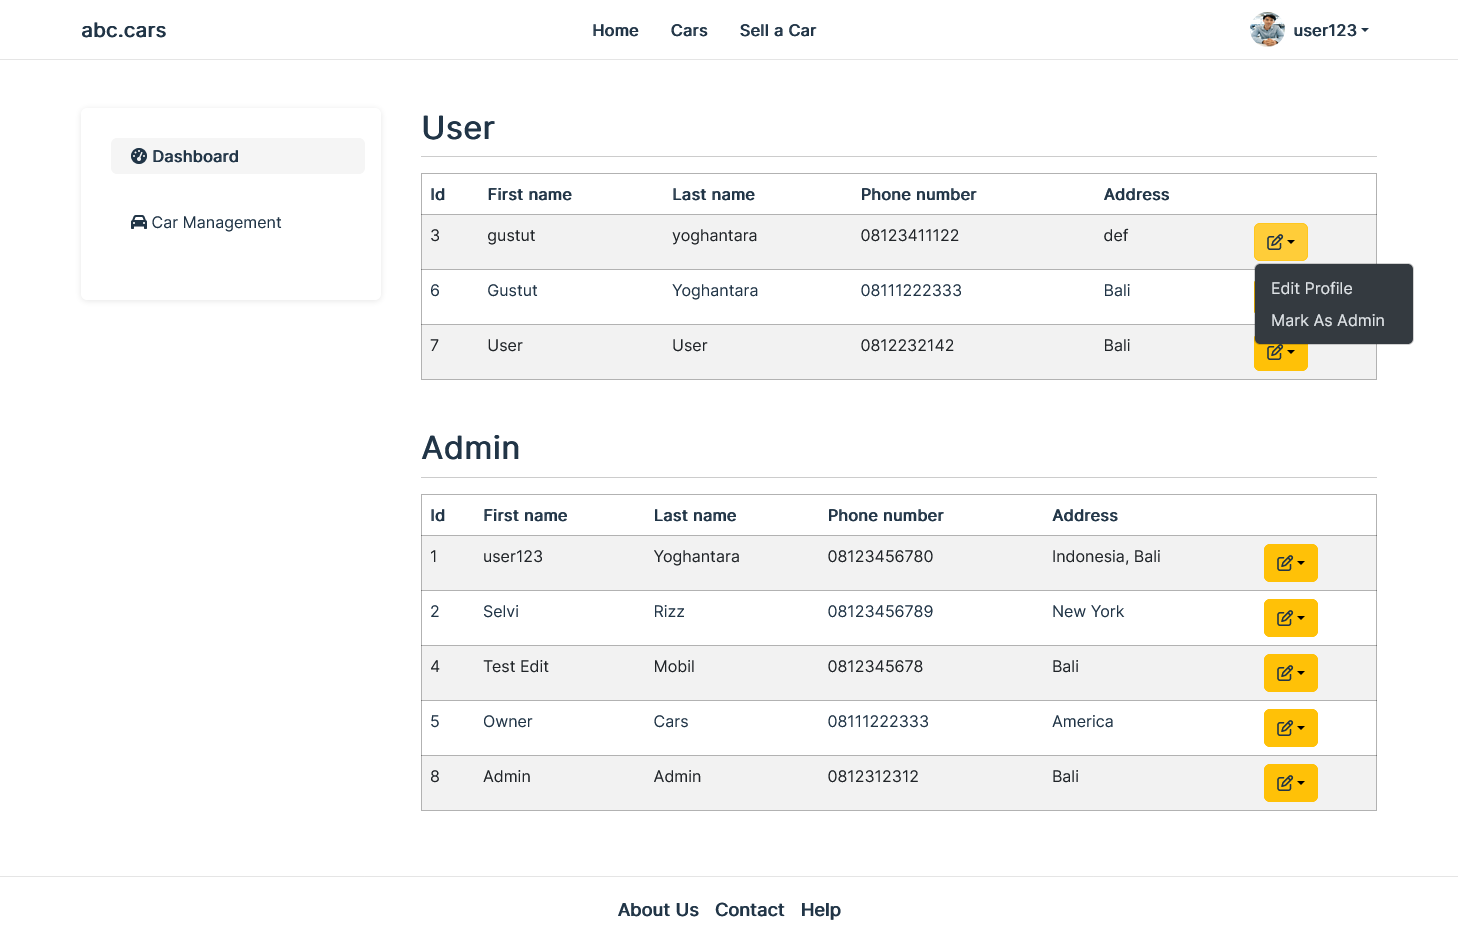 abc.cars Home Cars Sell a Car user123
Dashboard
Car Management
User
Id First name Last name Phone number Address
3 gustut yoghantara 08123411122 def
6 Gustut Yoghantara 08111222333 Bali
Edit Profile
Mark As Admin
7 User User 0812232142 Bali
Admin
Id First name Last name Phone number Address
1 user123 Yoghantara 08123456780 Indonesia, Bali
2 Selvi Rizz 08123456789 New York
4 Test Edit Mobil 0812345678 Bali
5 Owner Cars 08111222333 America
8 Admin Admin 0812312312 Bali
About Us Contact Help